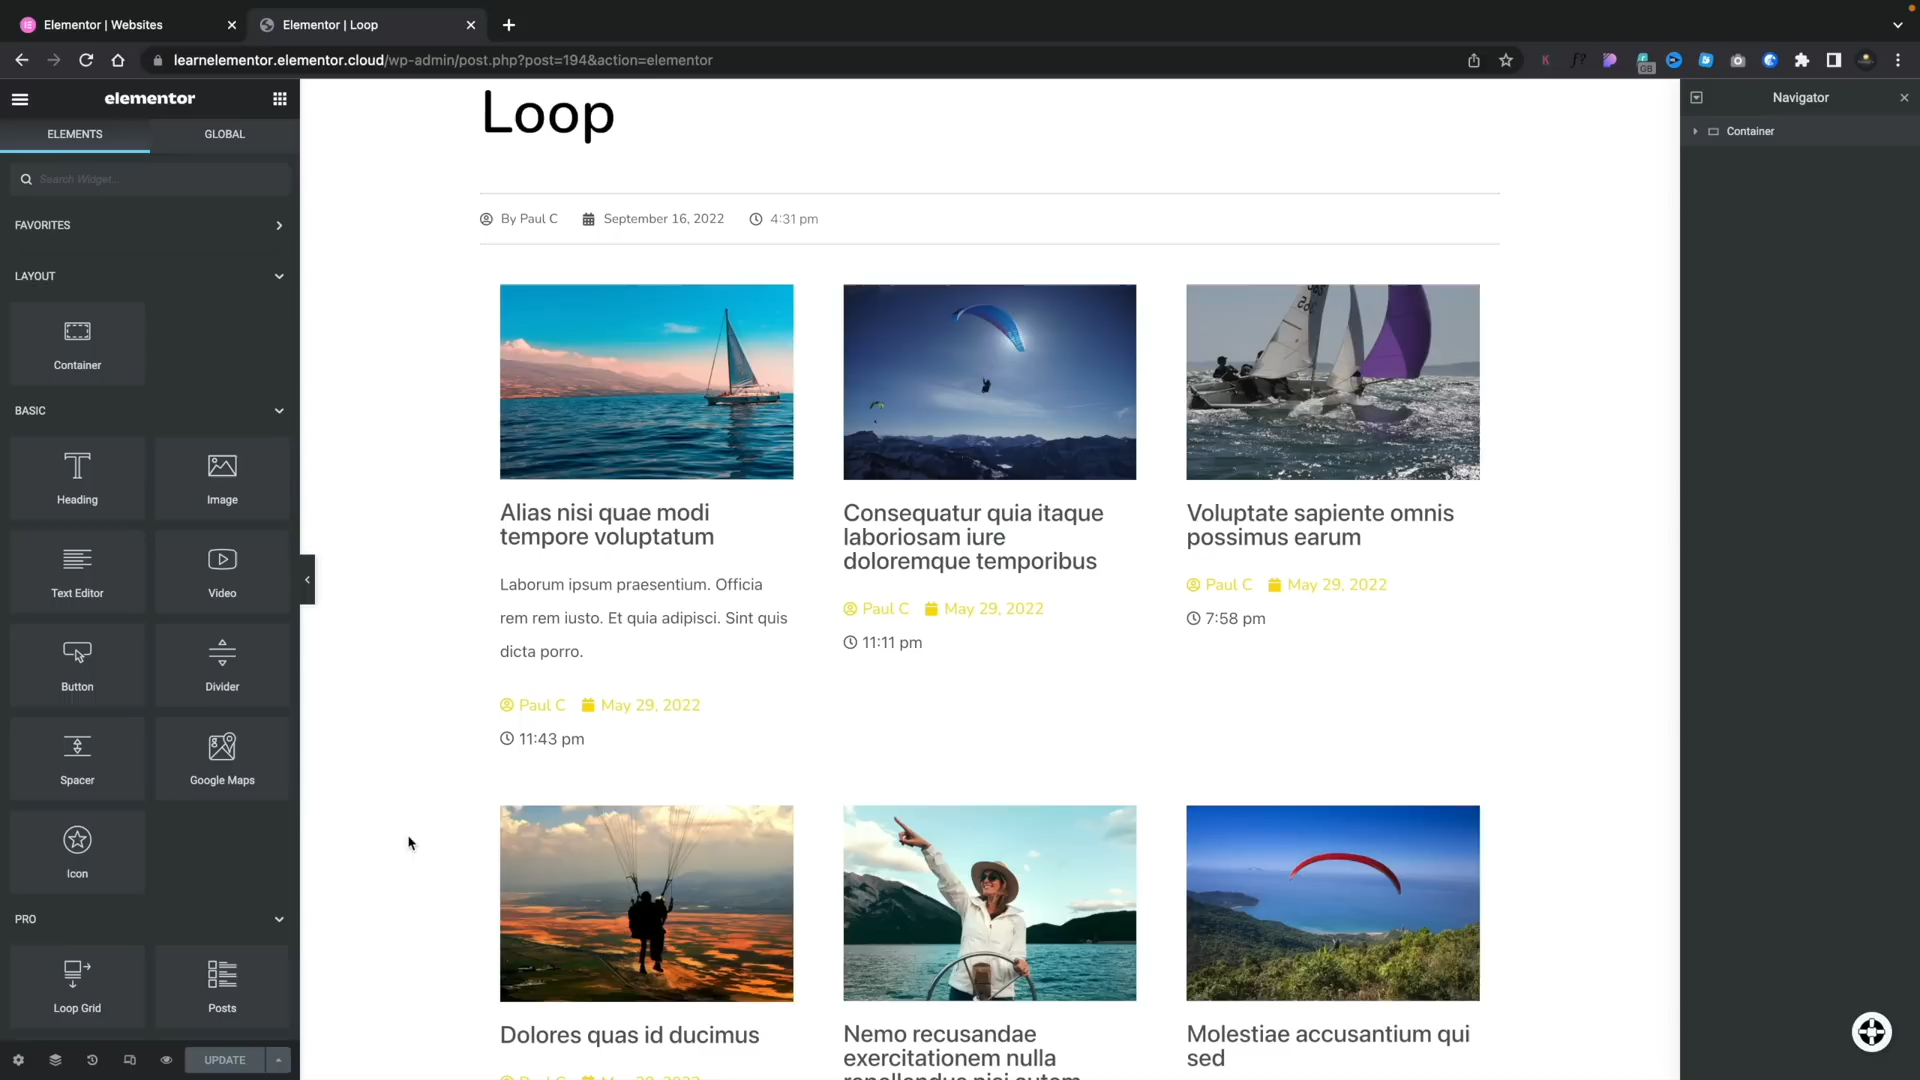 Elementor | Websites
Elementor | Loop
learnelementor.elementor.cloud/wp-admin/post.php?post=194&action=elementor
elementor
ELEMENTS
GLOBAL
Search Widget...
FAVORITES
LAYOUT
Container
BASIC
Heading
Image
Text Editor
Video
Button
Divider
Spacer
Google Maps
Icon
PRO
Loop Grid
Posts
UPDATE
Loop
By Paul C
September 16, 2022
4:31 pm
Alias nisi quae modi
tempore voluptatum
Laborum ipsum praesentium. Officia
rem rem iusto. Et quia adipisci. Sint quis
dicta porro.
Paul C
May 29, 2022
11:43 pm
Consequatur quia itaque
laboriosam iure
doloremque temporibus
Paul C
May 29, 2022
11:11 pm
Voluptate sapiente omnis
possimus earum
Paul C
May 29, 2022
7:58 pm
Dolores quas id ducimus
Nemo recusandae
exercitationem nulla
Molestiae accusantium qui
sed
Navigator
Container